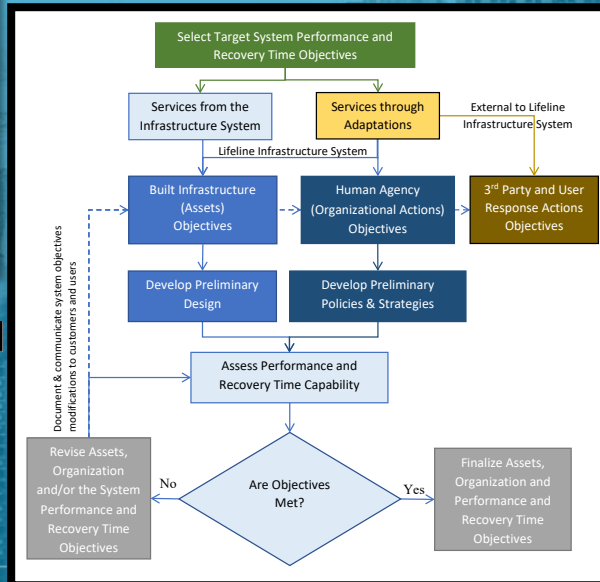 Select Target System Performance and
Recovery Time Objectives
Services from the
Infrastructure System
Services through
Adaptations
External to Lifeline
Infrastructure System
Lifeline Infrastructure System
Built Infrastructure
(Assets)
Objectives
Human Agency
(Organizational Actions)
Objectives
3rd Party and User
Response Actions
Objectives
Develop Preliminary
Design
Develop Preliminary
Policies & Strategies
Document & communicate system objectives
modifications to customers and users
Assess Performance and
Recovery Time Capability
Revise Assets,
Organization
and/or the System
Performance and
Recovery Time
Objectives
No
Are Objectives
Met?
Yes
Finalize Assets,
Organization and
Performance and
Recovery Time
Objectives